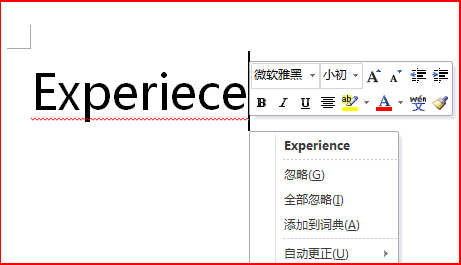 Experiece
微软雅黑 小初 A A
B I U ab A wén 文
Experience
忽略(G)
全部忽略(I)
添加到词典(A)
自动更正(U)